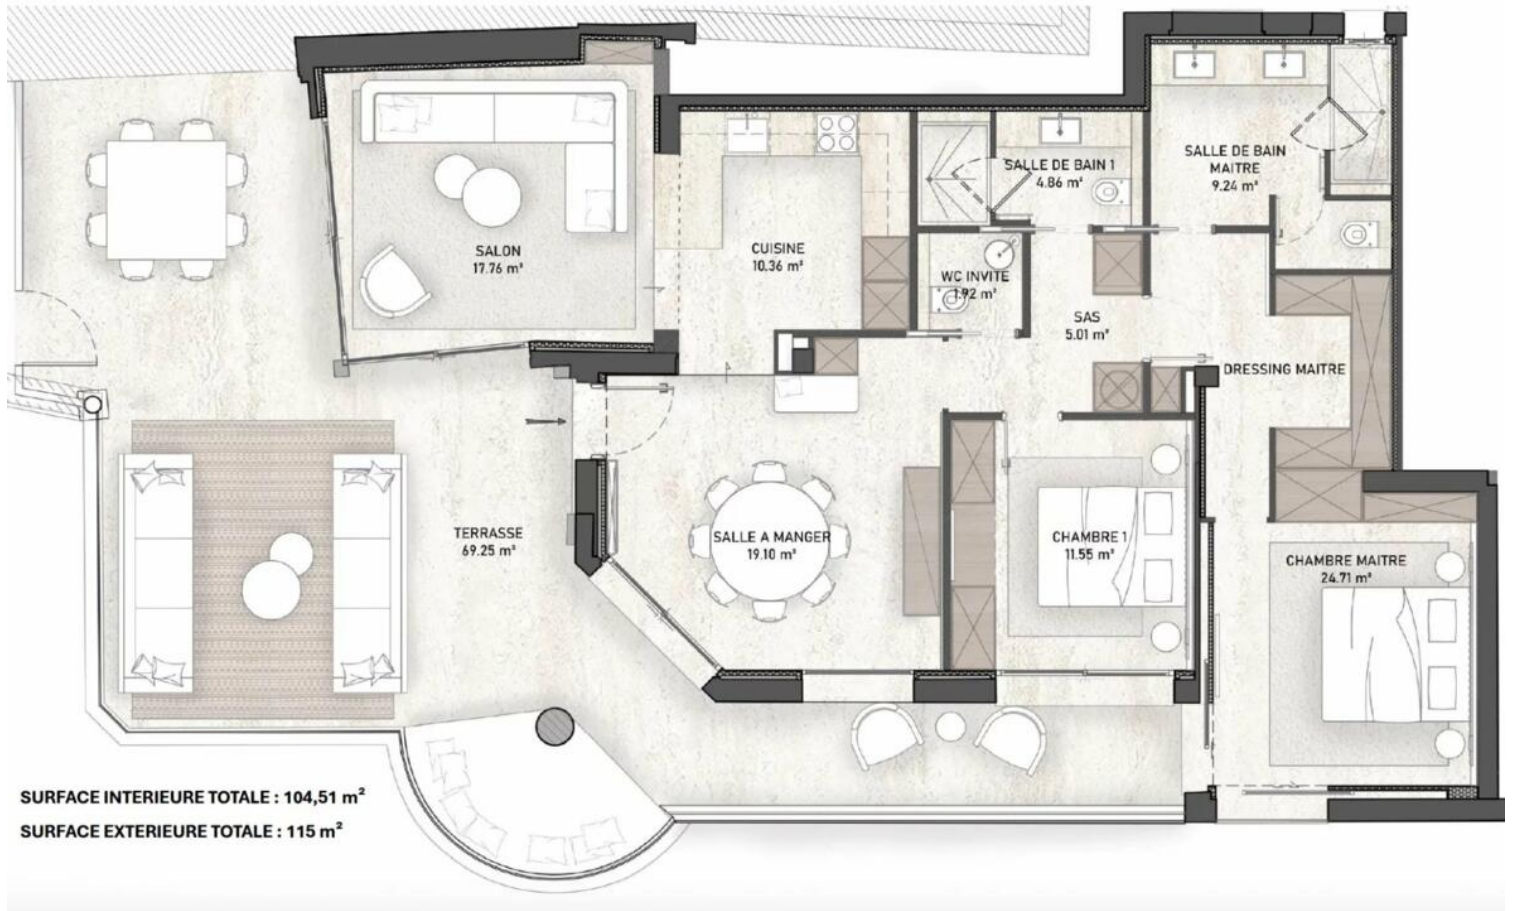 SALLE DE BAIN
MAITRE
9.24 m²
SALLE DE BAIN 1
4.86 m²
SALON
17.76 m²
CUISINE
10.36 m²
WC INVITE
1.92 m²
SAS
5.01 m²
DRESSING MAITRE
TERRASSE
69.25 m²
SALLE A MANGER
19.10 m²
CHAMBRE 1
11.55 m²
CHAMBRE MAITRE
24.71 m²
SURFACE INTERIEURE TOTALE : 104,51 m²
SURFACE EXTERIEURE TOTALE : 115 m²